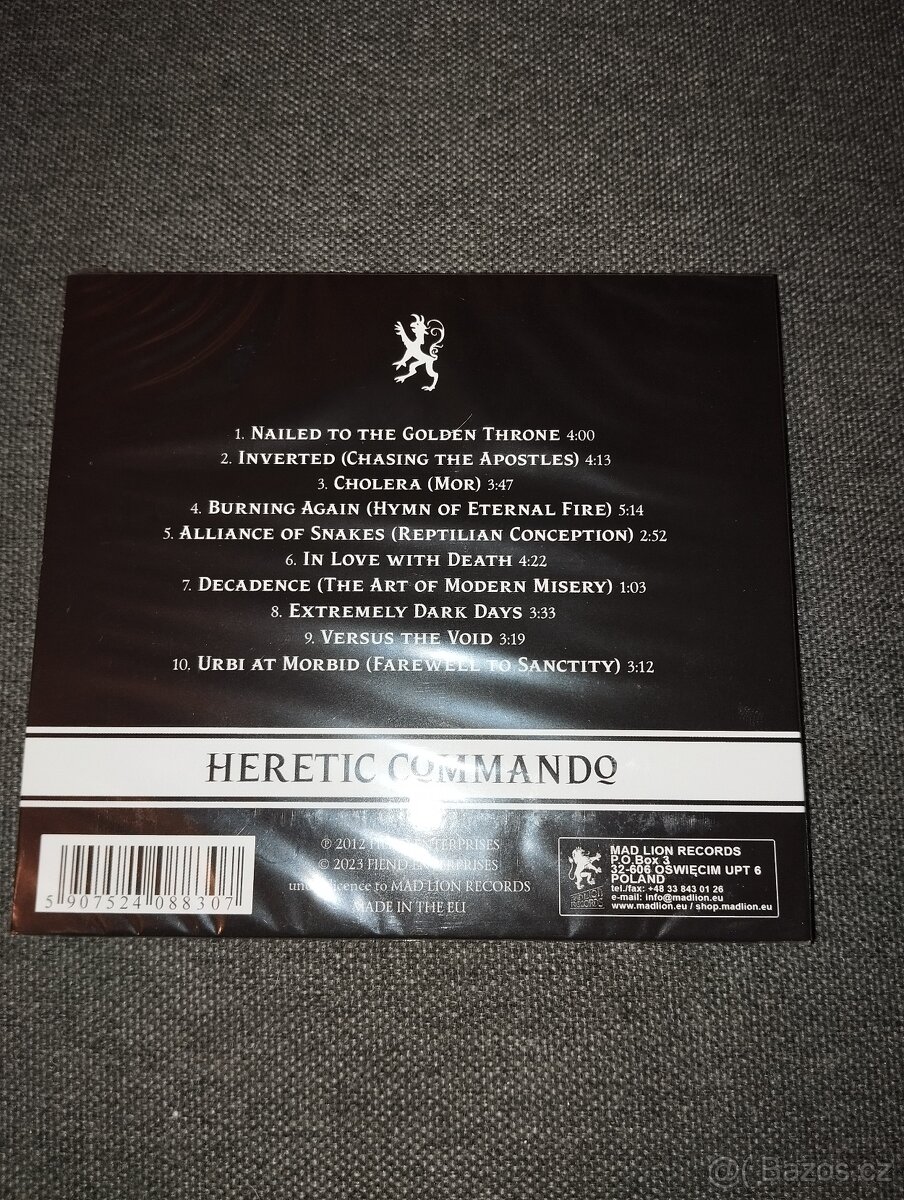 1. Nailed to the Golden Throne 4:00
2. Inverted (Chasing the Apostles) 4:13
3. Cholera (Mor) 3:47
4. Burning Again (Hymn of Eternal Fire) 5:14
5. Alliance of Snakes (Reptilian Conception) 2:52
6. In Love with Death 4:22
7. Decadence (The Art of Modern Misery) 1:03
8. Extremely Dark Days 3:33
9. Versus the Void 3:19
10. Urbi at Morbid (Farewell to Sanctity) 3:12
HERETIC COMMANDO
℗ 2012 FIEND ENTERPRISES
© 2023 FIEND ENTERPRISES
under licence to MAD LION RECORDS
MADE IN THE EU
5 907524 088307
MAD LION RECORDS
P.O.Box 3
32-606 OŚWIĘCIM UPT 6
POLAND
tel./fax: +48 33 843 01 26
e-mail: info@madlion.eu
www.madlion.eu / shop.madlion.eu
Bazos.cz